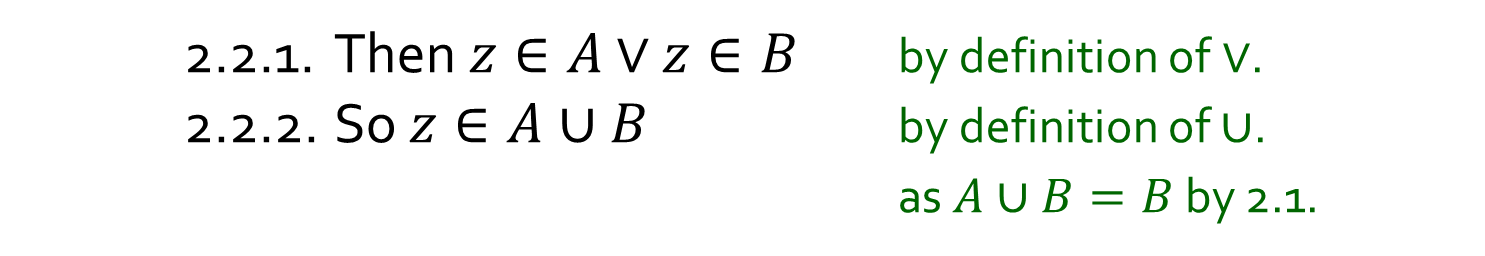 2.2.1. Then z ∈ A ∨ z ∈ B by definition of ∨.
2.2.2. So z ∈ A ∪ B by definition of ∪.
as A ∪ B = B by 2.1.